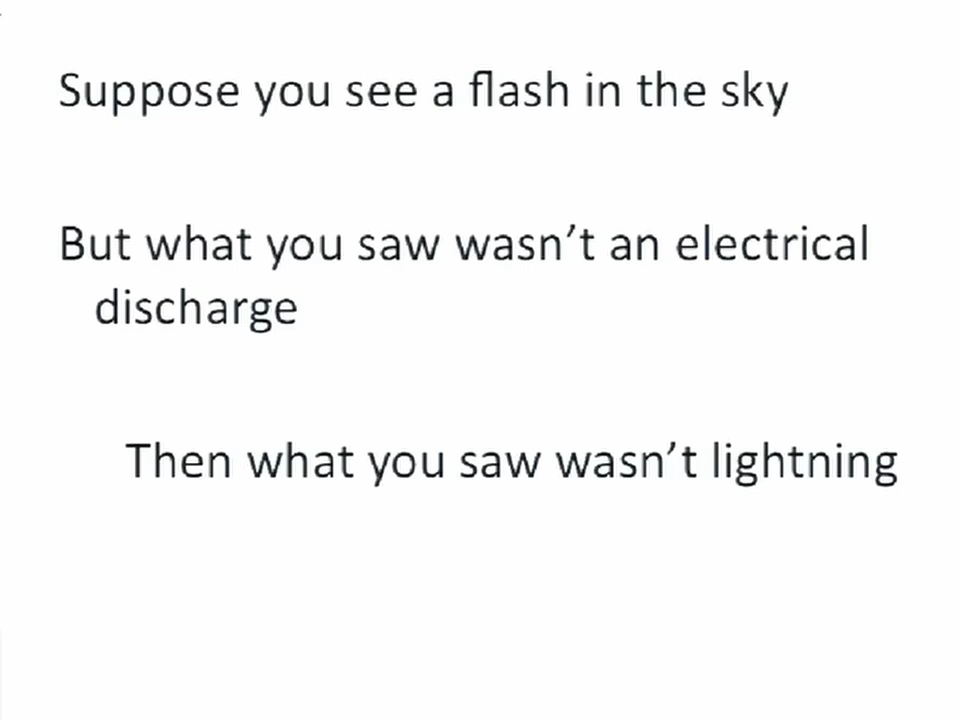 Suppose you see a flash in the sky
But what you saw wasn’t an electrical
discharge
Then what you saw wasn’t lightning